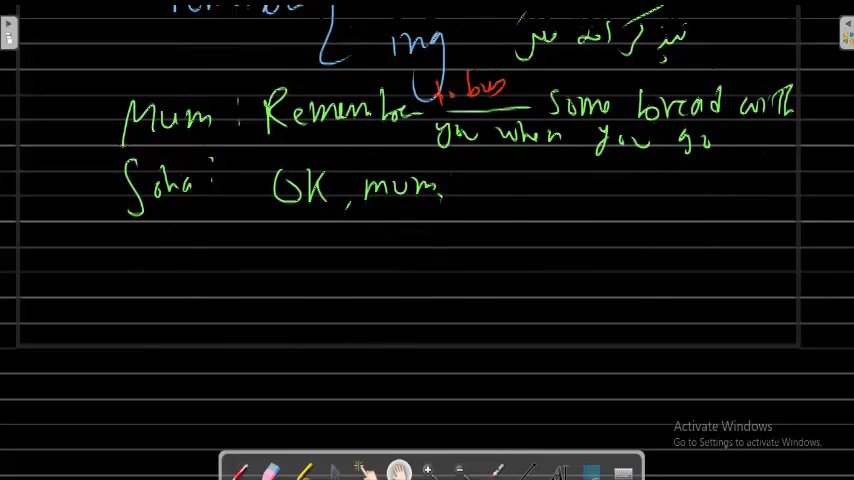 ing
Mum : Remember to buy some bread with
you when you go
Soha : OK, mum.
Activate Windows
Go to Settings to activate Windows.